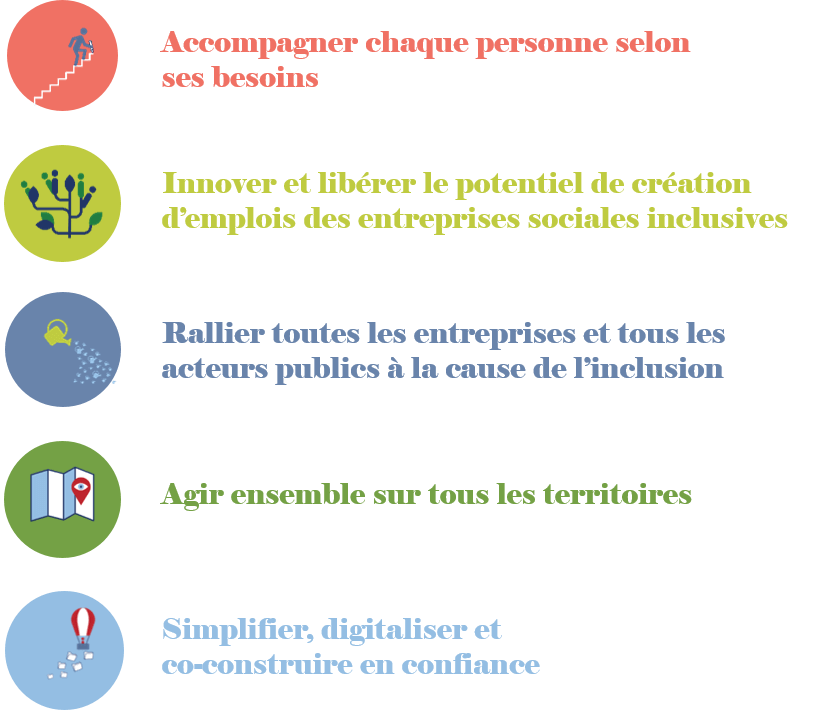 Accompagner chaque personne selon
ses besoins
Innover et libérer le potentiel de création
d’emplois des entreprises sociales inclusives
Rallier toutes les entreprises et tous les
acteurs publics à la cause de l’inclusion
Agir ensemble sur tous les territoires
Simplifier, digitaliser et
co-construire en confiance